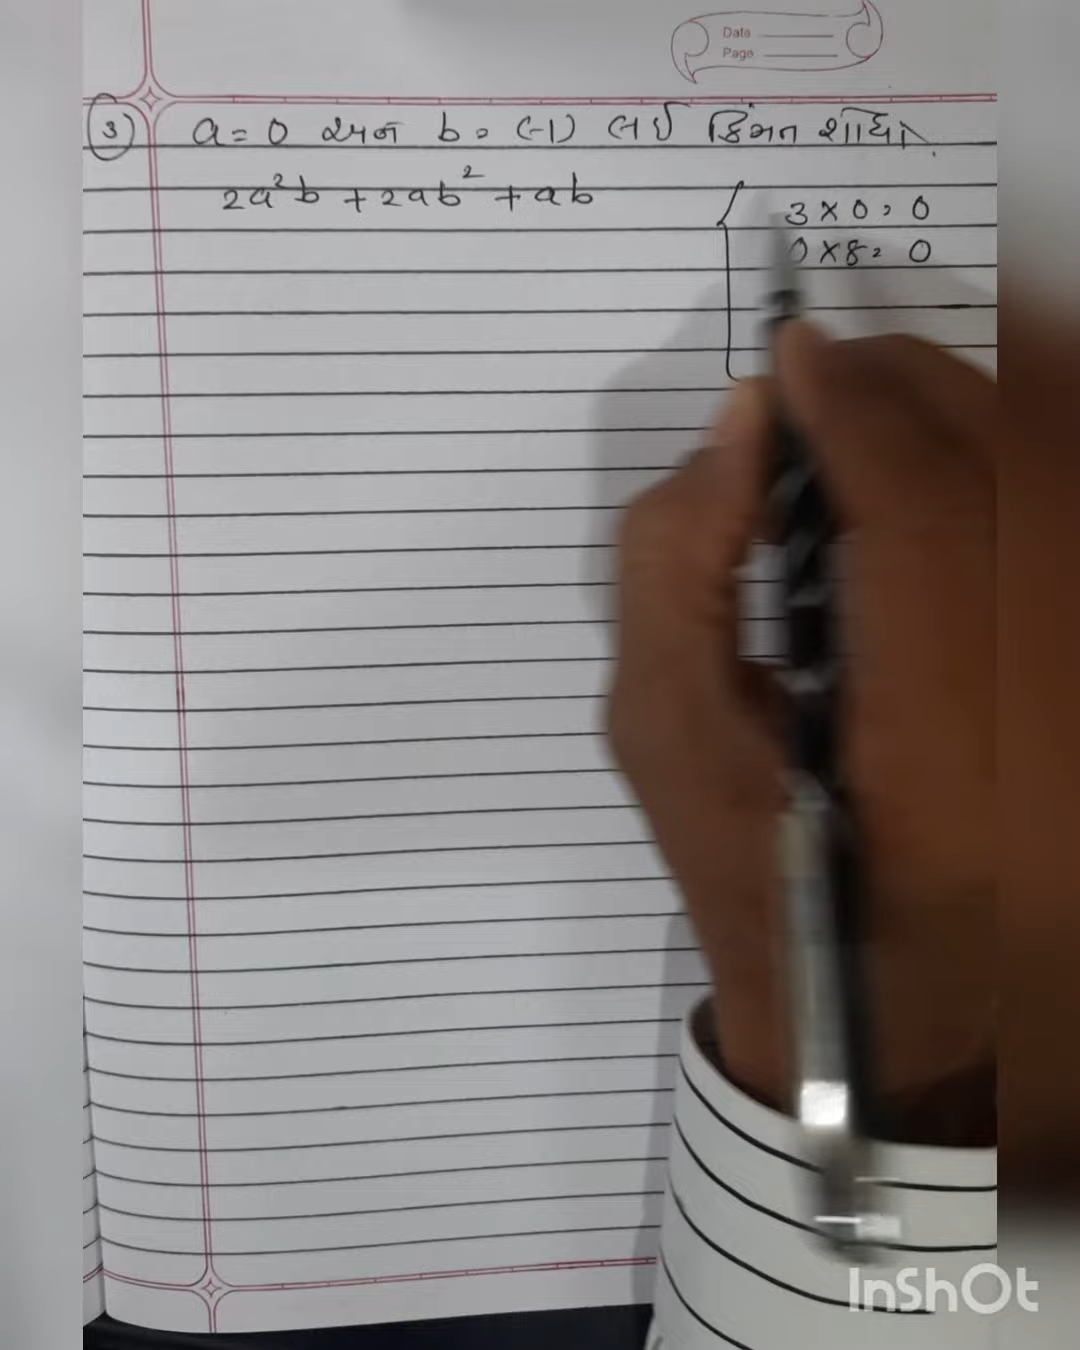 Date
Page
3) a = 0 અને b = (-1) લઈ કિંમત શોધો.
2a²b + 2ab² + ab
3 × 0 = 0
0 × 8 = 0
InShOt